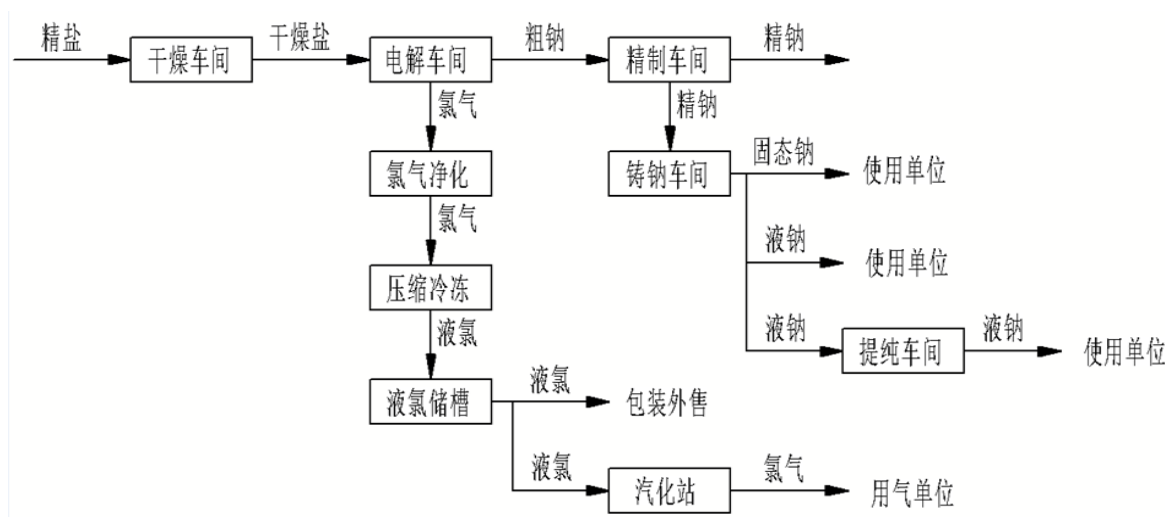 精盐
干燥车间
干燥盐
电解车间
粗钠
精制车间
精钠
氯气
精钠
氯气净化
铸钠车间
固态钠
使用单位
氯气
液钠
使用单位
压缩冷冻
液氯
液钠
提纯车间
液钠
使用单位
液氯储槽
液氯
包装外售
液氯
汽化站
氯气
用气单位